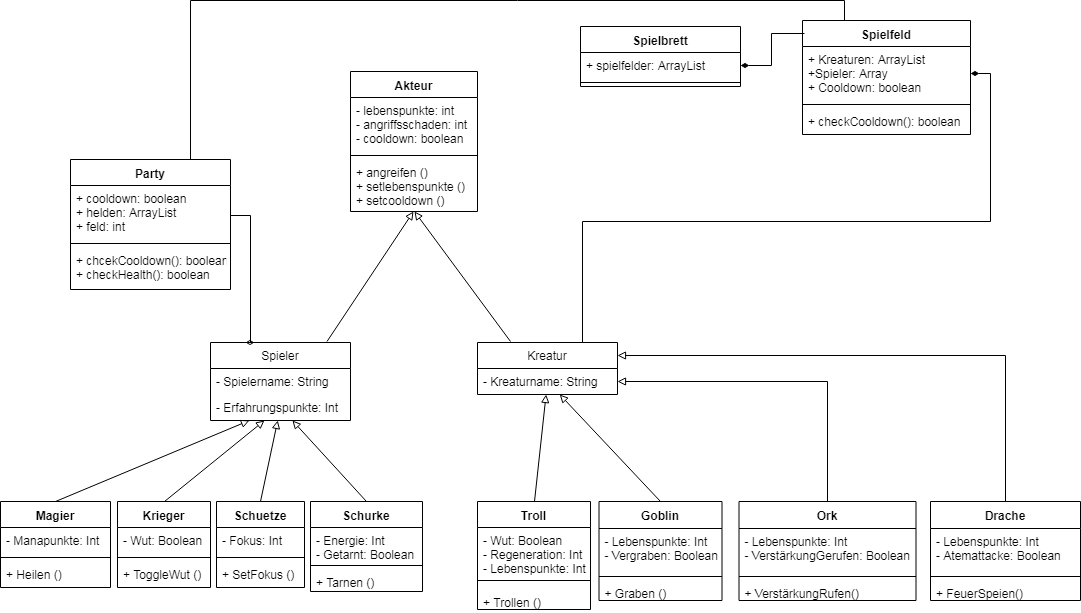 Spielbrett
+ spielfelder: ArrayList
Spielfeld
+ Kreaturen: ArrayList
+Spieler: Array
+ Cooldown: boolean
+ checkCooldown(): boolean
Akteur
- lebenspunkte: int
- angriffsschaden: int
- cooldown: boolean
+ angreifen ()
+ setlebenspunkte ()
+ setcooldown ()
Party
+ cooldown: boolean
+ helden: ArrayList
+ feld: int
+ chcekCooldown(): boolear
+ checkHealth(): boolean
Spieler
- Spielername: String
- Erfahrungspunkte: Int
Kreatur
- Kreaturname: String
Magier
- Manapunkte: Int
+ Heilen ()
Krieger
- Wut: Boolean
+ ToggleWut ()
Schuetze
- Fokus: Int
+ SetFokus ()
Schurke
- Energie: Int
- Getarnt: Boolean
+ Tarnen ()
Troll
- Wut: Boolean
- Regeneration: Int
- Lebenspunkte: Int
+ Trollen ()
Goblin
- Lebenspunkte: Int
- Vergraben: Boolean
+ Graben ()
Ork
- Lebenspunkte: Int
- VerstärkungGerufen: Boolean
+ VerstärkungRufen()
Drache
- Lebenspunkte: Int
- Atemattacke: Boolean
+ FeuerSpeien()